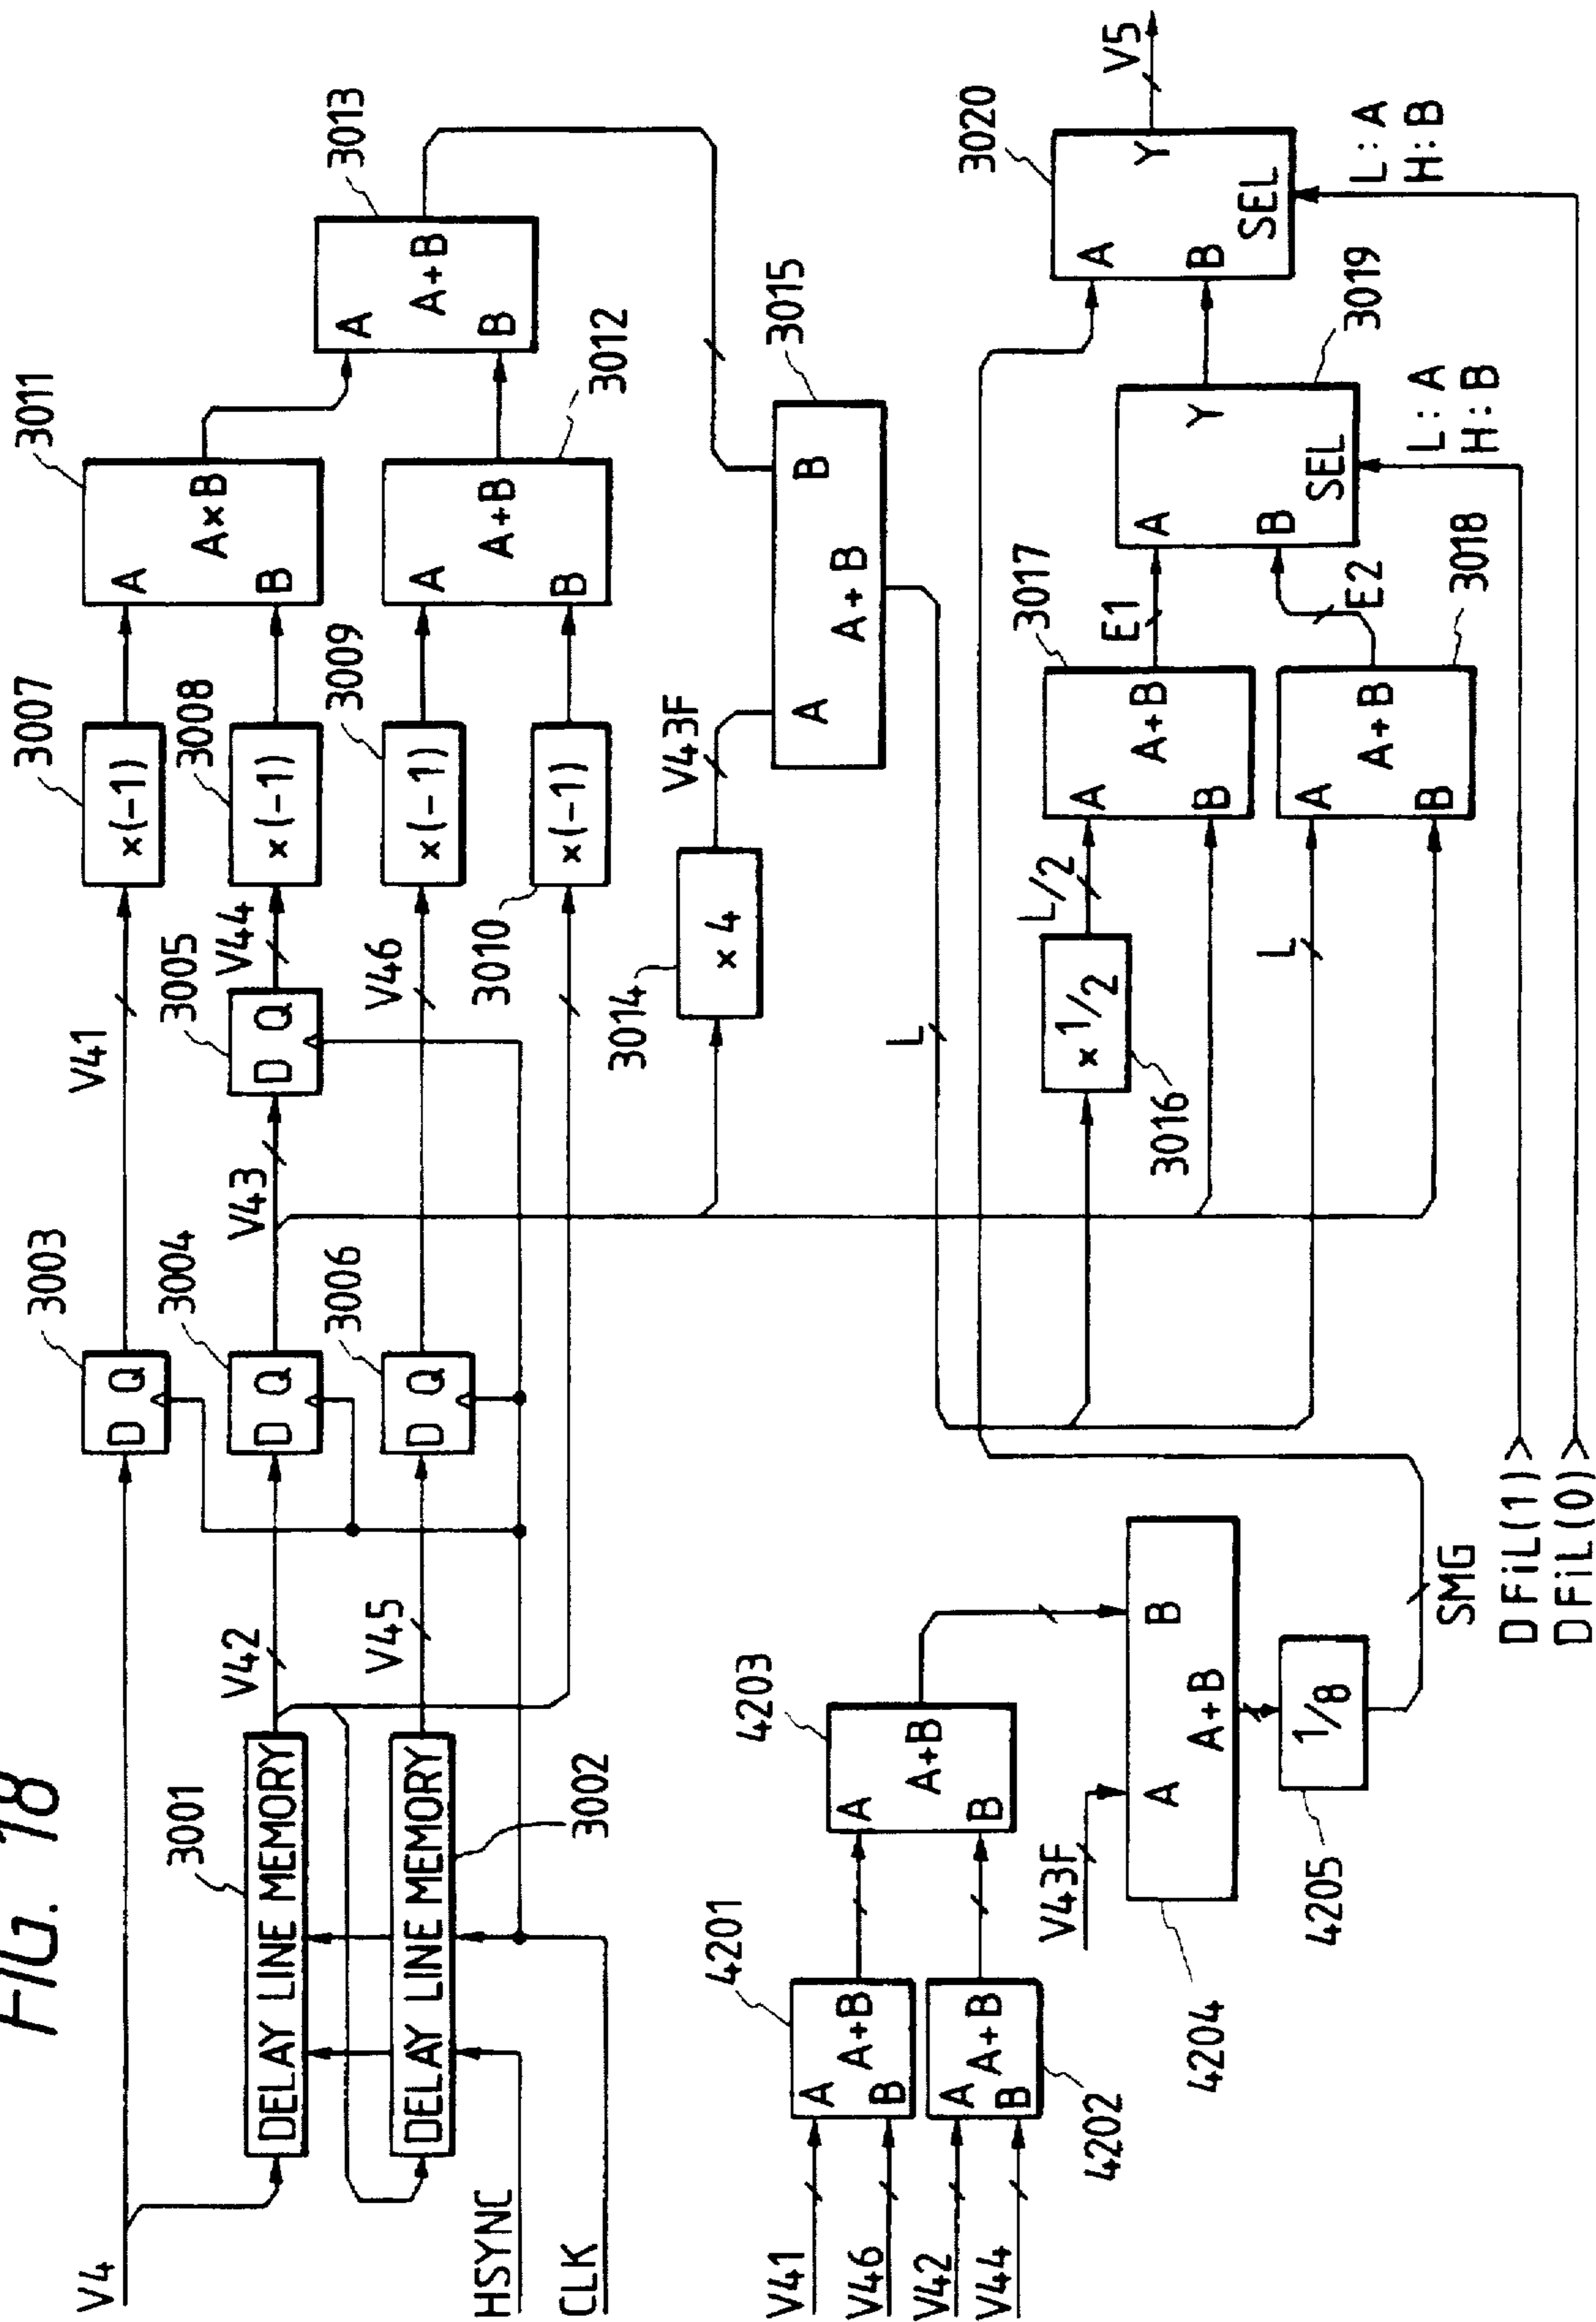 FIG. 18
V4
HSYNC
CLK
3001
DELAY LINE MEMORY
DELAY LINE MEMORY
3002
V42
V45
3003
D Q
3004
D Q
3006
D Q
V41
V43
3005
D Q
V44
V46
3007
×(-1)
3008
×(-1)
3009
×(-1)
3010
×(-1)
3011
A
A×B
B
3012
A
A+B
B
3013
A
A+B
B
3014
×4
V43F
3015
A
A+B
B
L
3016
×1/2
L/2
L
3017
A
A+B
B
E1
3018
A
A+B
B
E2
3019
A
Y
B
SEL
L:A
H:B
3020
A
Y
B
SEL
L:A
H:B
V5
V41
V46
V42
V44
4201
A
A+B
B
4202
A
A+B
B
4203
A
A+B
B
V43F
4204
A
A+B
B
4205
1/8
SMG
DFiL(1)
DFiL(0)